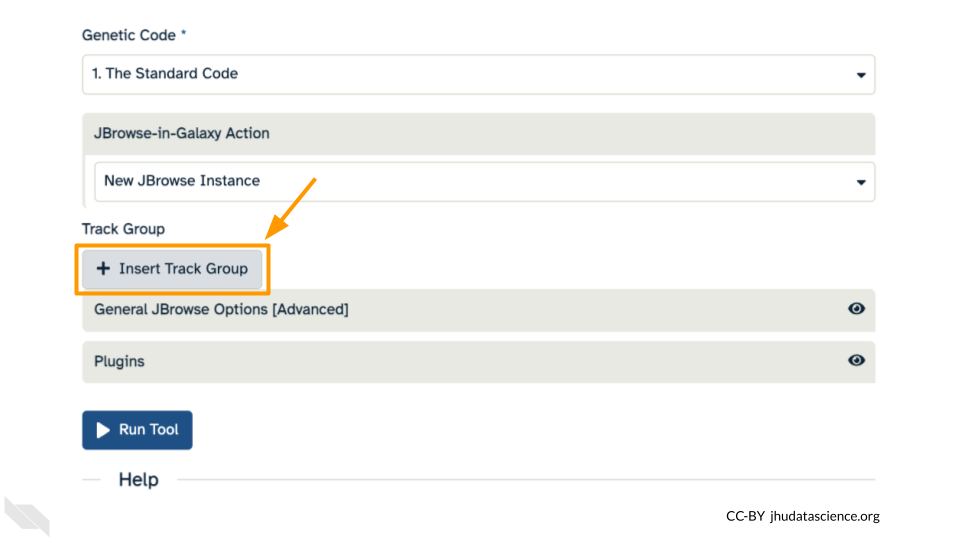 Genetic Code *
1. The Standard Code
JBrowse-in-Galaxy Action
New JBrowse Instance
Track Group
+ Insert Track Group
General JBrowse Options [Advanced]
Plugins
Run Tool
Help
CC-BY jhudatascience.org